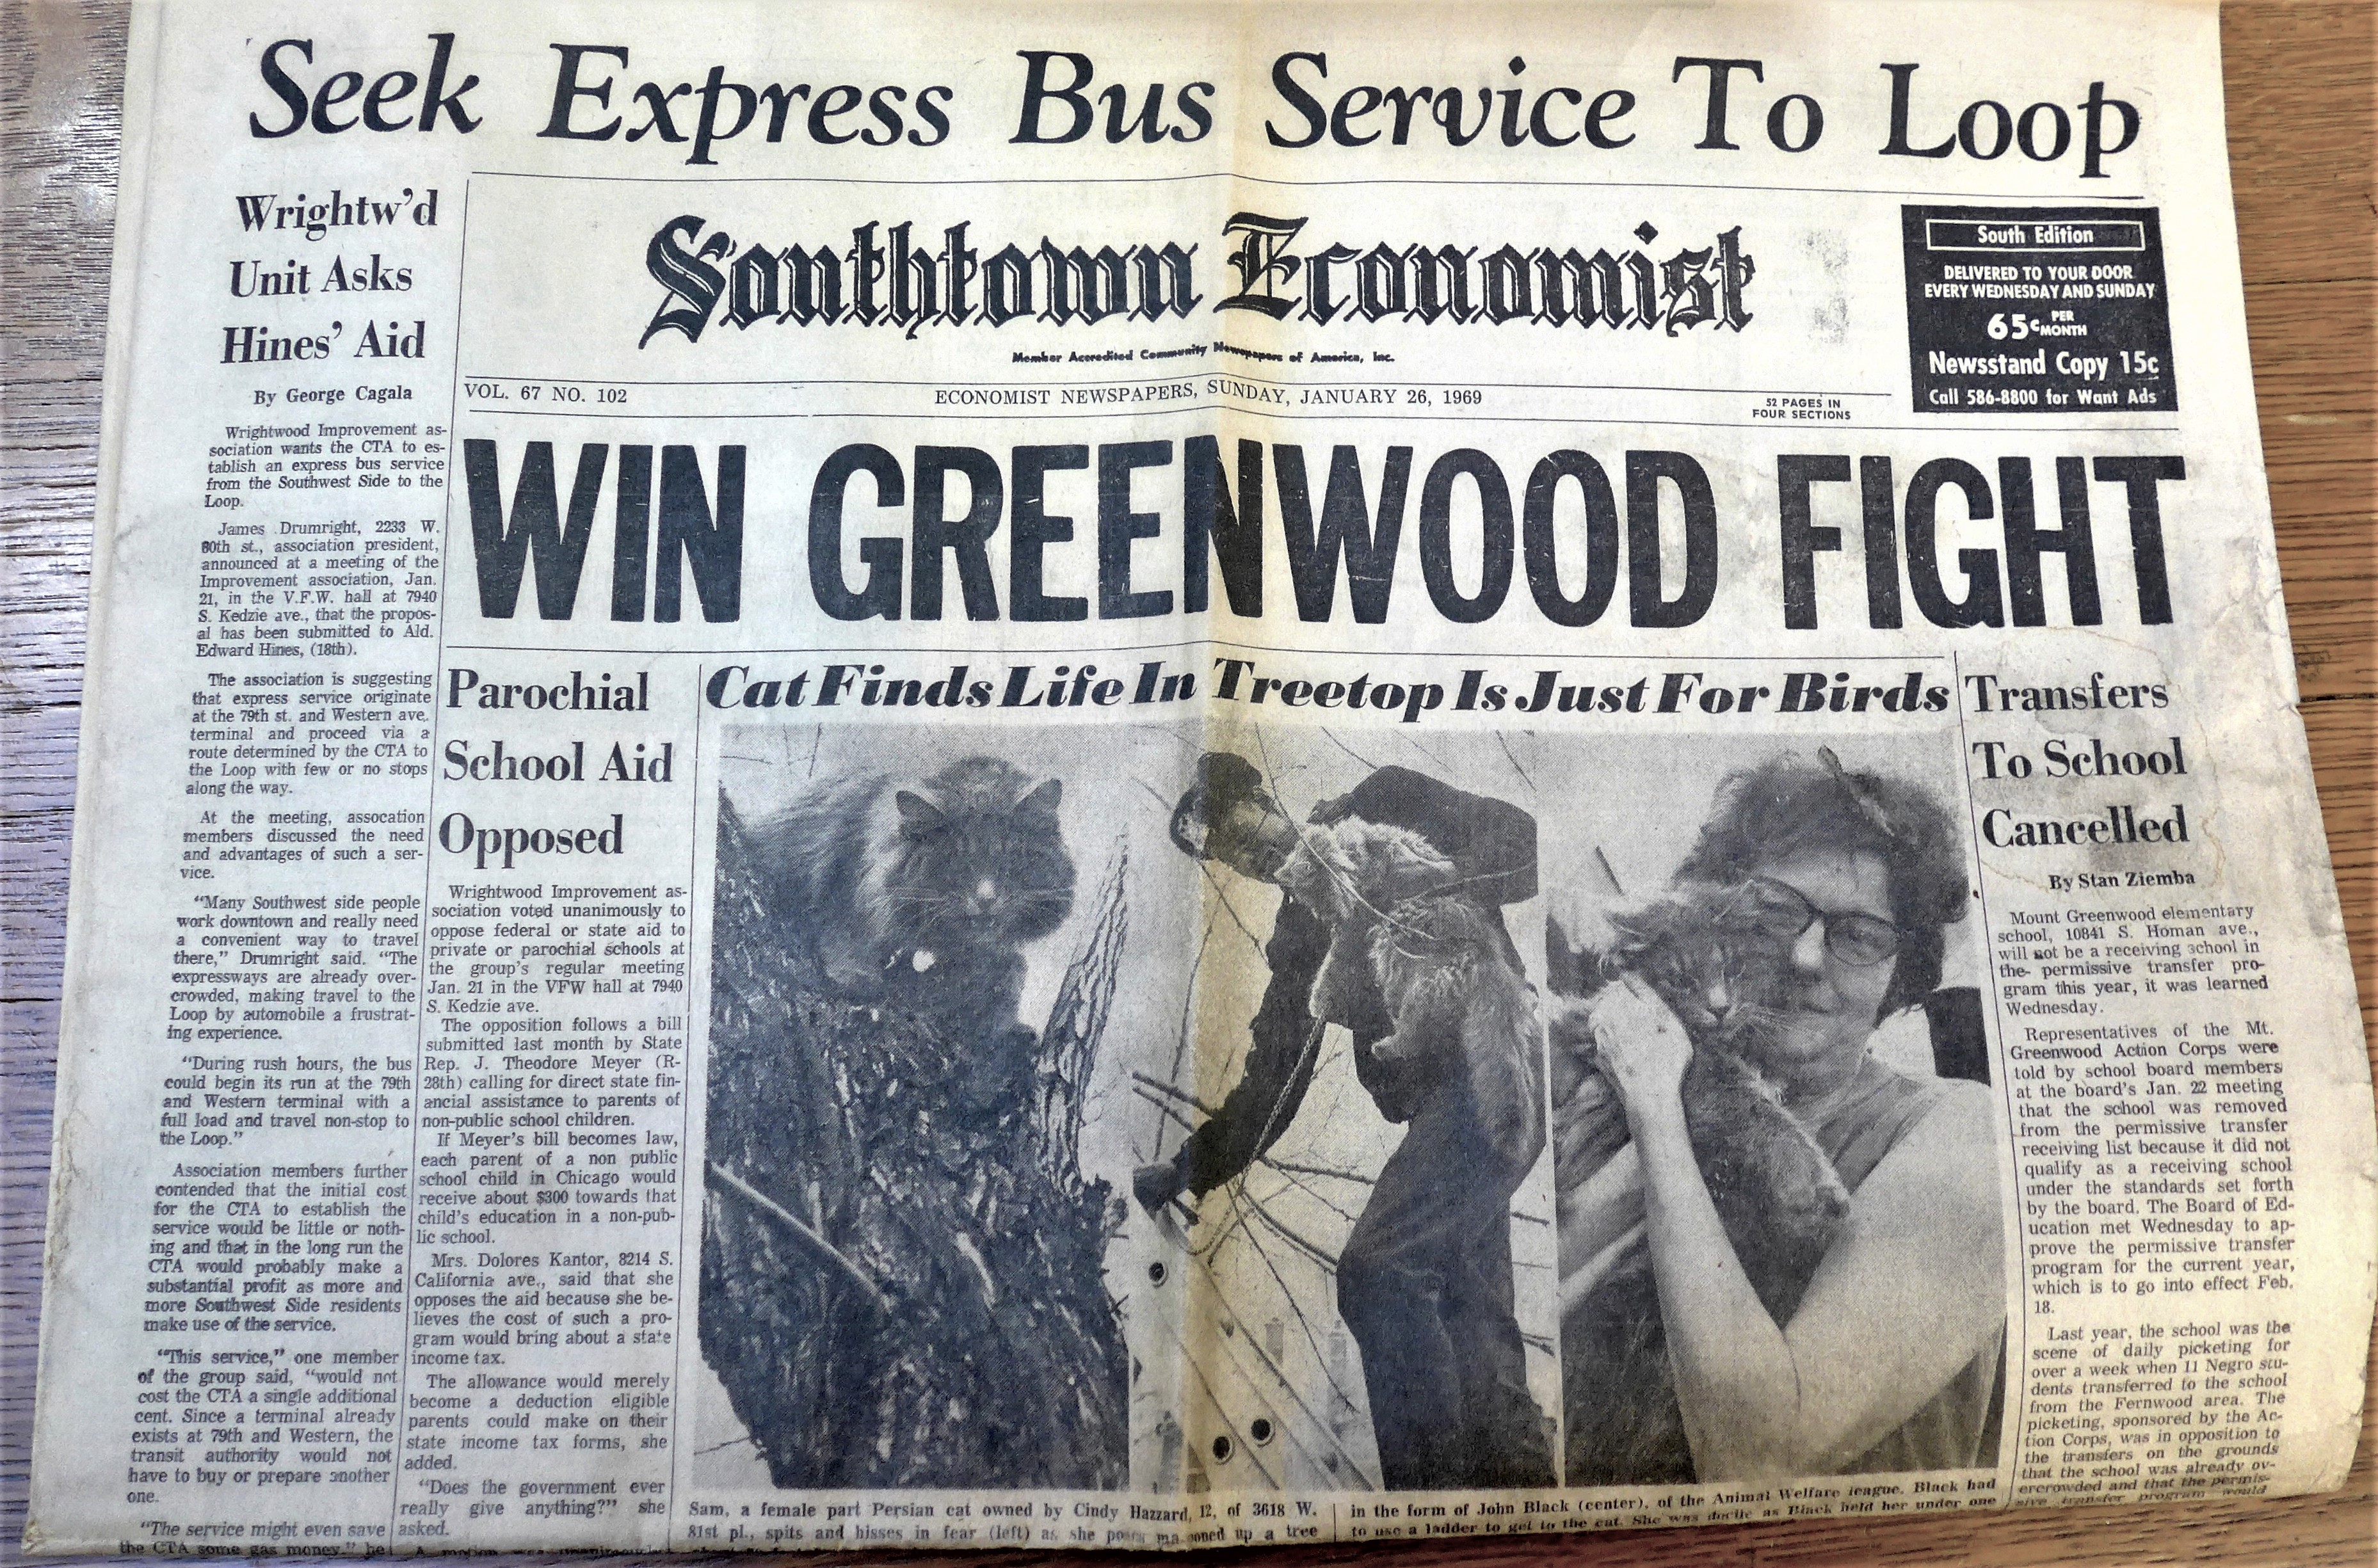 Seek Express Bus Service To Loop
Wrightw'd
Unit Asks
Hines' Aid
By George Cagala
Wrightwood Improvement as-
sociation wants the CTA to es-
tablish an express bus service
from the Southwest Side to the
Loop.
James Drumright, 2233 W.
80th st., association president,
announced at a meeting of the
Improvement association, Jan.
21, in the V.F.W. hall at 7940
S. Kedzie ave., that the propos-
al has been submitted to Ald.
Edward Hines, (18th).
The association is suggesting
that express service originate
at the 79th st. and Western ave.
terminal and proceed via a
route determined by the CTA to
the Loop with few or no stops
along the way.
At the meeting, assocation
members discussed the need
and advantages of such a ser-
vice.
"Many Southwest side people
work downtown and really need
a convenient way to travel
there," Drumright said. "The
expressways are already over-
crowded, making travel to the
Loop by automobile a frustrat-
ing experience.
"During rush hours, the bus
could begin its run at the 79th
and Western terminal with a
full load and travel non-stop to
the Loop."
Association members further
contended that the initial cost
for the CTA to establish the
service would be little or noth-
ing and that in the long run the
CTA would probably make a
substantial profit as more and
more Southwest Side residents
make use of the service.
"This service," one member
of the group said, "would not
cost the CTA a single additional
cent. Since a terminal already
exists at 79th and Western, the
transit authority would not
have to buy or prepare another
one.
"The service might even save
the CTA some gas money," he
Southtown Economist
Member Accredited Community Newspapers of America, Inc.
South Edition
DELIVERED TO YOUR DOOR
EVERY WEDNESDAY AND SUNDAY
65c PER MONTH
Newsstand Copy 15c
Call 586-8800 for Want Ads
VOL. 67 NO. 102
ECONOMIST NEWSPAPERS, SUNDAY, JANUARY 26, 1969
52 PAGES IN
FOUR SECTIONS
WIN GREENWOOD FIGHT
Parochial
School Aid
Opposed
Wrightwood Improvement as-
sociation voted unanimously to
oppose federal or state aid to
private or parochial schools at
the group's regular meeting
Jan. 21 in the VFW hall at 7940
S. Kedzie ave.
The opposition follows a bill
submitted last month by State
Rep. J. Theodore Meyer (R-
28th) calling for direct state fin-
ancial assistance to parents of
non-public school children.
If Meyer's bill becomes law,
each parent of a non public
school child in Chicago would
receive about $300 towards that
child's education in a non-pub-
lic school.
Mrs. Dolores Kantor, 8214 S.
California ave., said that she
opposes the aid because she be-
lieves the cost of such a pro-
gram would bring about a state
income tax.
The allowance would merely
become a deduction eligible
parents could make on their
state income tax forms, she
added.
"Does the government ever
really give anything?" she
asked.
Cat Finds Life In Treetop Is Just For Birds
Sam, a female part Persian cat owned by Cindy Hazzard, 12, of 3618 W.
81st pl., spits and hisses in fear (left) as she up a tree
in the form of John Black (center), of the Animal Welfare league. Black had
to use a ladder to get to the cat. She was docile as Black held her under one
Transfers
To School
Cancelled
By Stan Ziemba
Mount Greenwood elementary
school, 10841 S. Homan ave.,
will not be a receiving school in
the permissive transfer pro-
gram this year, it was learned
Wednesday.
Representatives of the Mt.
Greenwood Action Corps were
told by school board members
at the board's Jan. 22 meeting
that the school was removed
from the permissive transfer
receiving list because it did not
qualify as a receiving school
under the standards set forth
by the board. The Board of Ed-
ucation met Wednesday to ap-
prove the permissive transfer
program for the current year,
which is to go into effect Feb.
18.
Last year, the school was the
scene of daily picketing for
over a week when 11 Negro stu-
dents transferred to the school
from the Fernwood area. The
picketing, sponsored by the Ac-
tion Corps, was in opposition to
the transfers on the grounds
that the school was already ov-
ercrowded and that the permis-
sive transfer program would